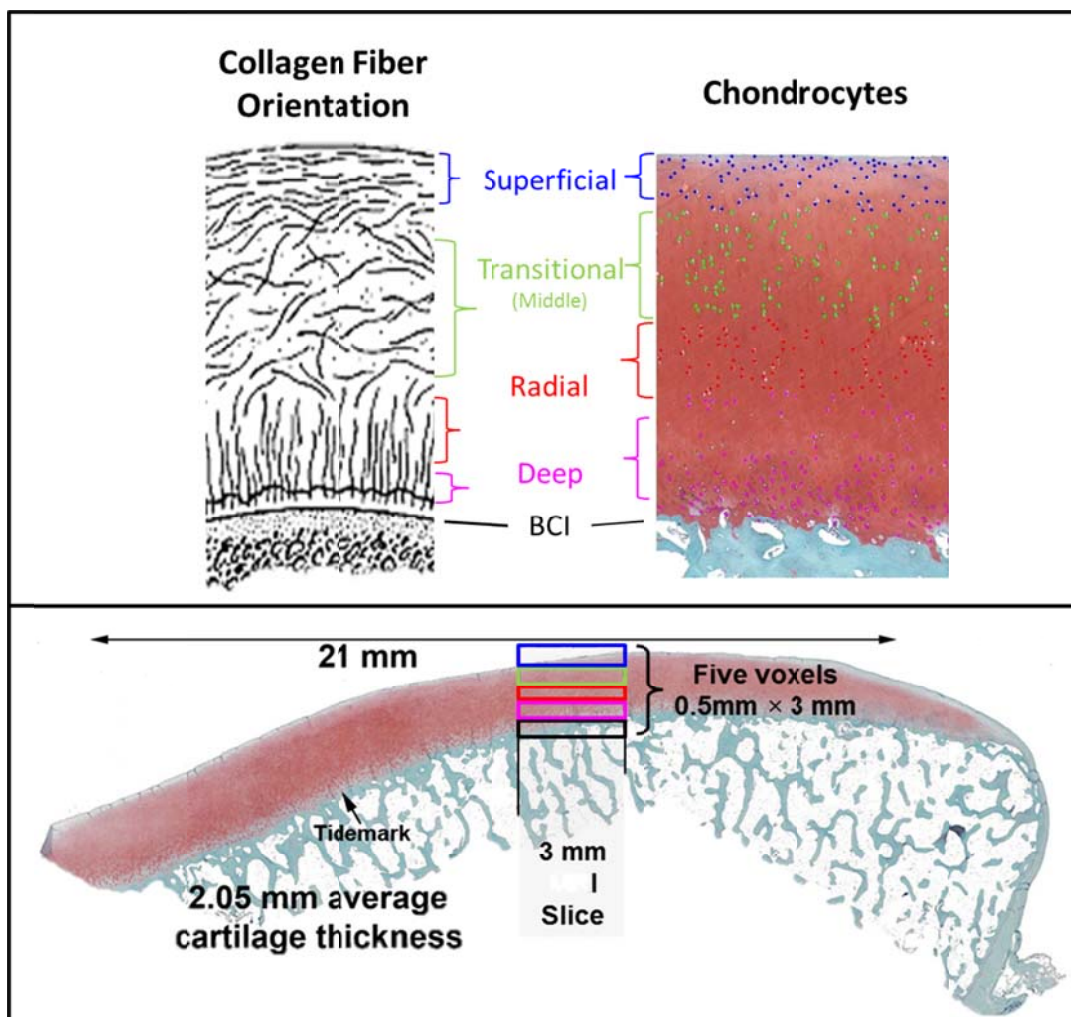 Collagen Fiber
Orientation
Chondrocytes
Superficial
Transitional
(Middle)
Radial
Deep
BCI
21 mm
Five voxels
0.5mm × 3 mm
Tidemark
3 mm
I
Slice
2.05 mm average
cartilage thickness